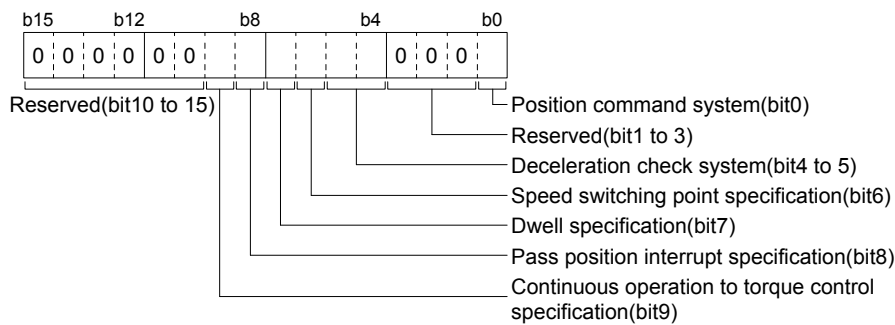 b15 b12 b8 b4 b0
0 0 0 0 0 0 0 0 0
Reserved(bit10 to 15)
Position command system(bit0)
Reserved(bit1 to 3)
Deceleration check system(bit4 to 5)
Speed switching point specification(bit6)
Dwell specification(bit7)
Pass position interrupt specification(bit8)
Continuous operation to torque control
specification(bit9)